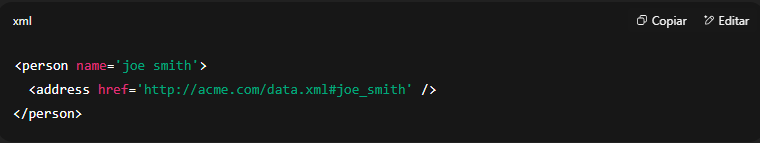 xml Copiar Editar
<person name='joe smith'>
  <address href='http://acme.com/data.xml#joe_smith' />
</person>